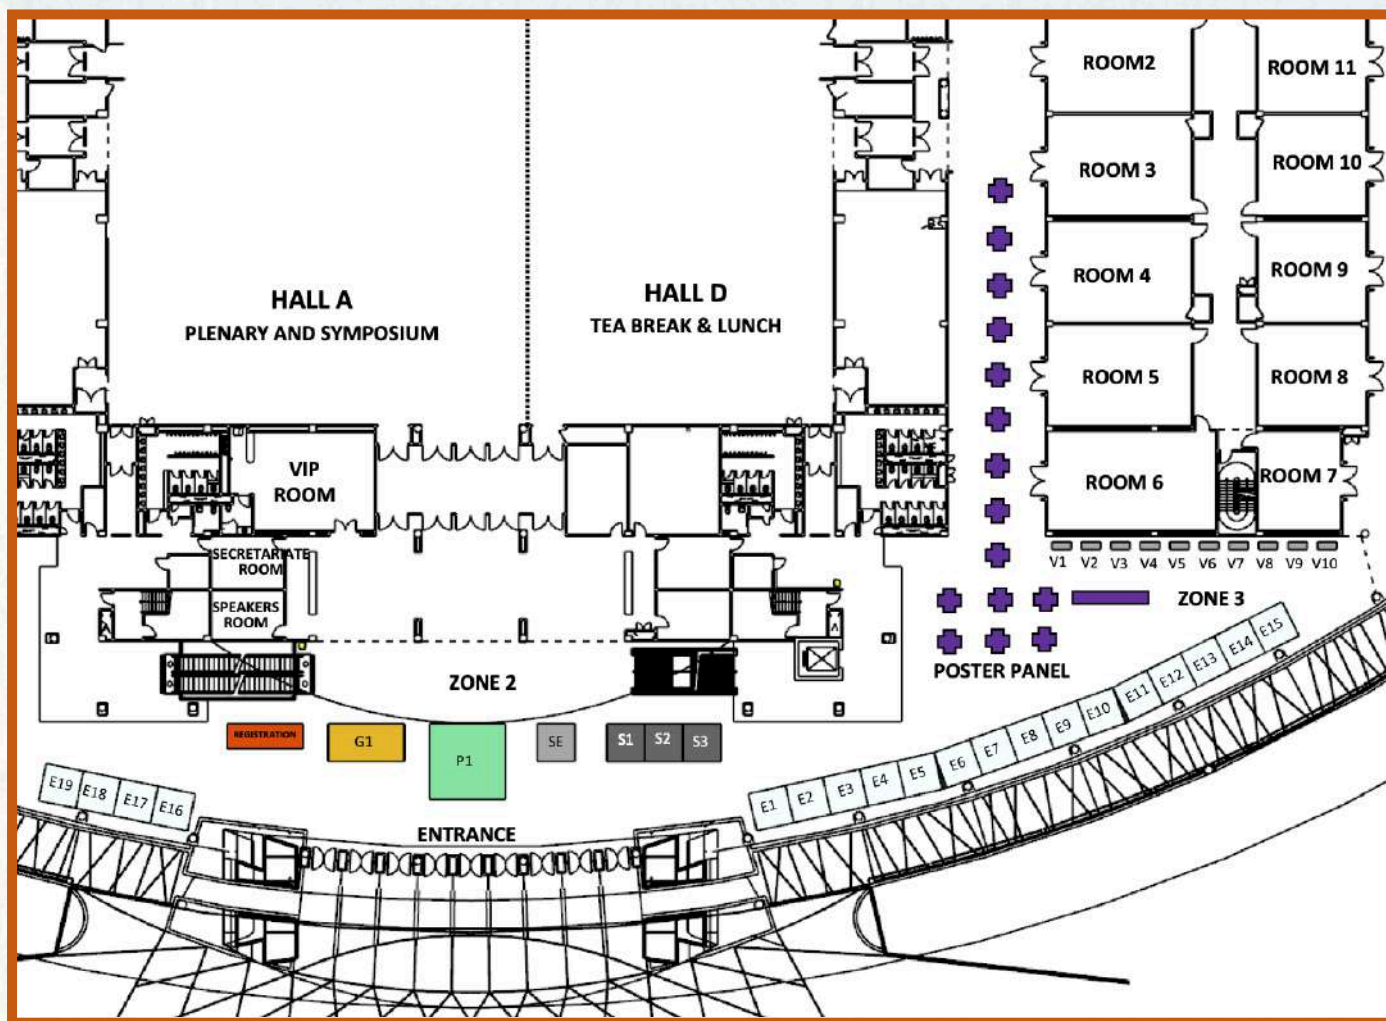 ROOM2
ROOM 11
ROOM 3
ROOM 10
ROOM 4
ROOM 9
HALL A
PLENARY AND SYMPOSIUM
HALL D
TEA BREAK & LUNCH
ROOM 5
ROOM 8
VIP
ROOM
ROOM 6
ROOM 7
SECRETARIATE
ROOM
SPEAKERS
ROOM
V1 V2 V3 V4 V5 V6 V7 V8 V9 V10
ZONE 3
POSTER PANEL
ZONE 2
REGISTRATION
G1
P1
SE
S1 S2 S3
E19 E18 E17 E16
E1 E2 E3 E4 E5 E6 E7 E8 E9 E10 E11 E12 E13 E14 E15
ENTRANCE